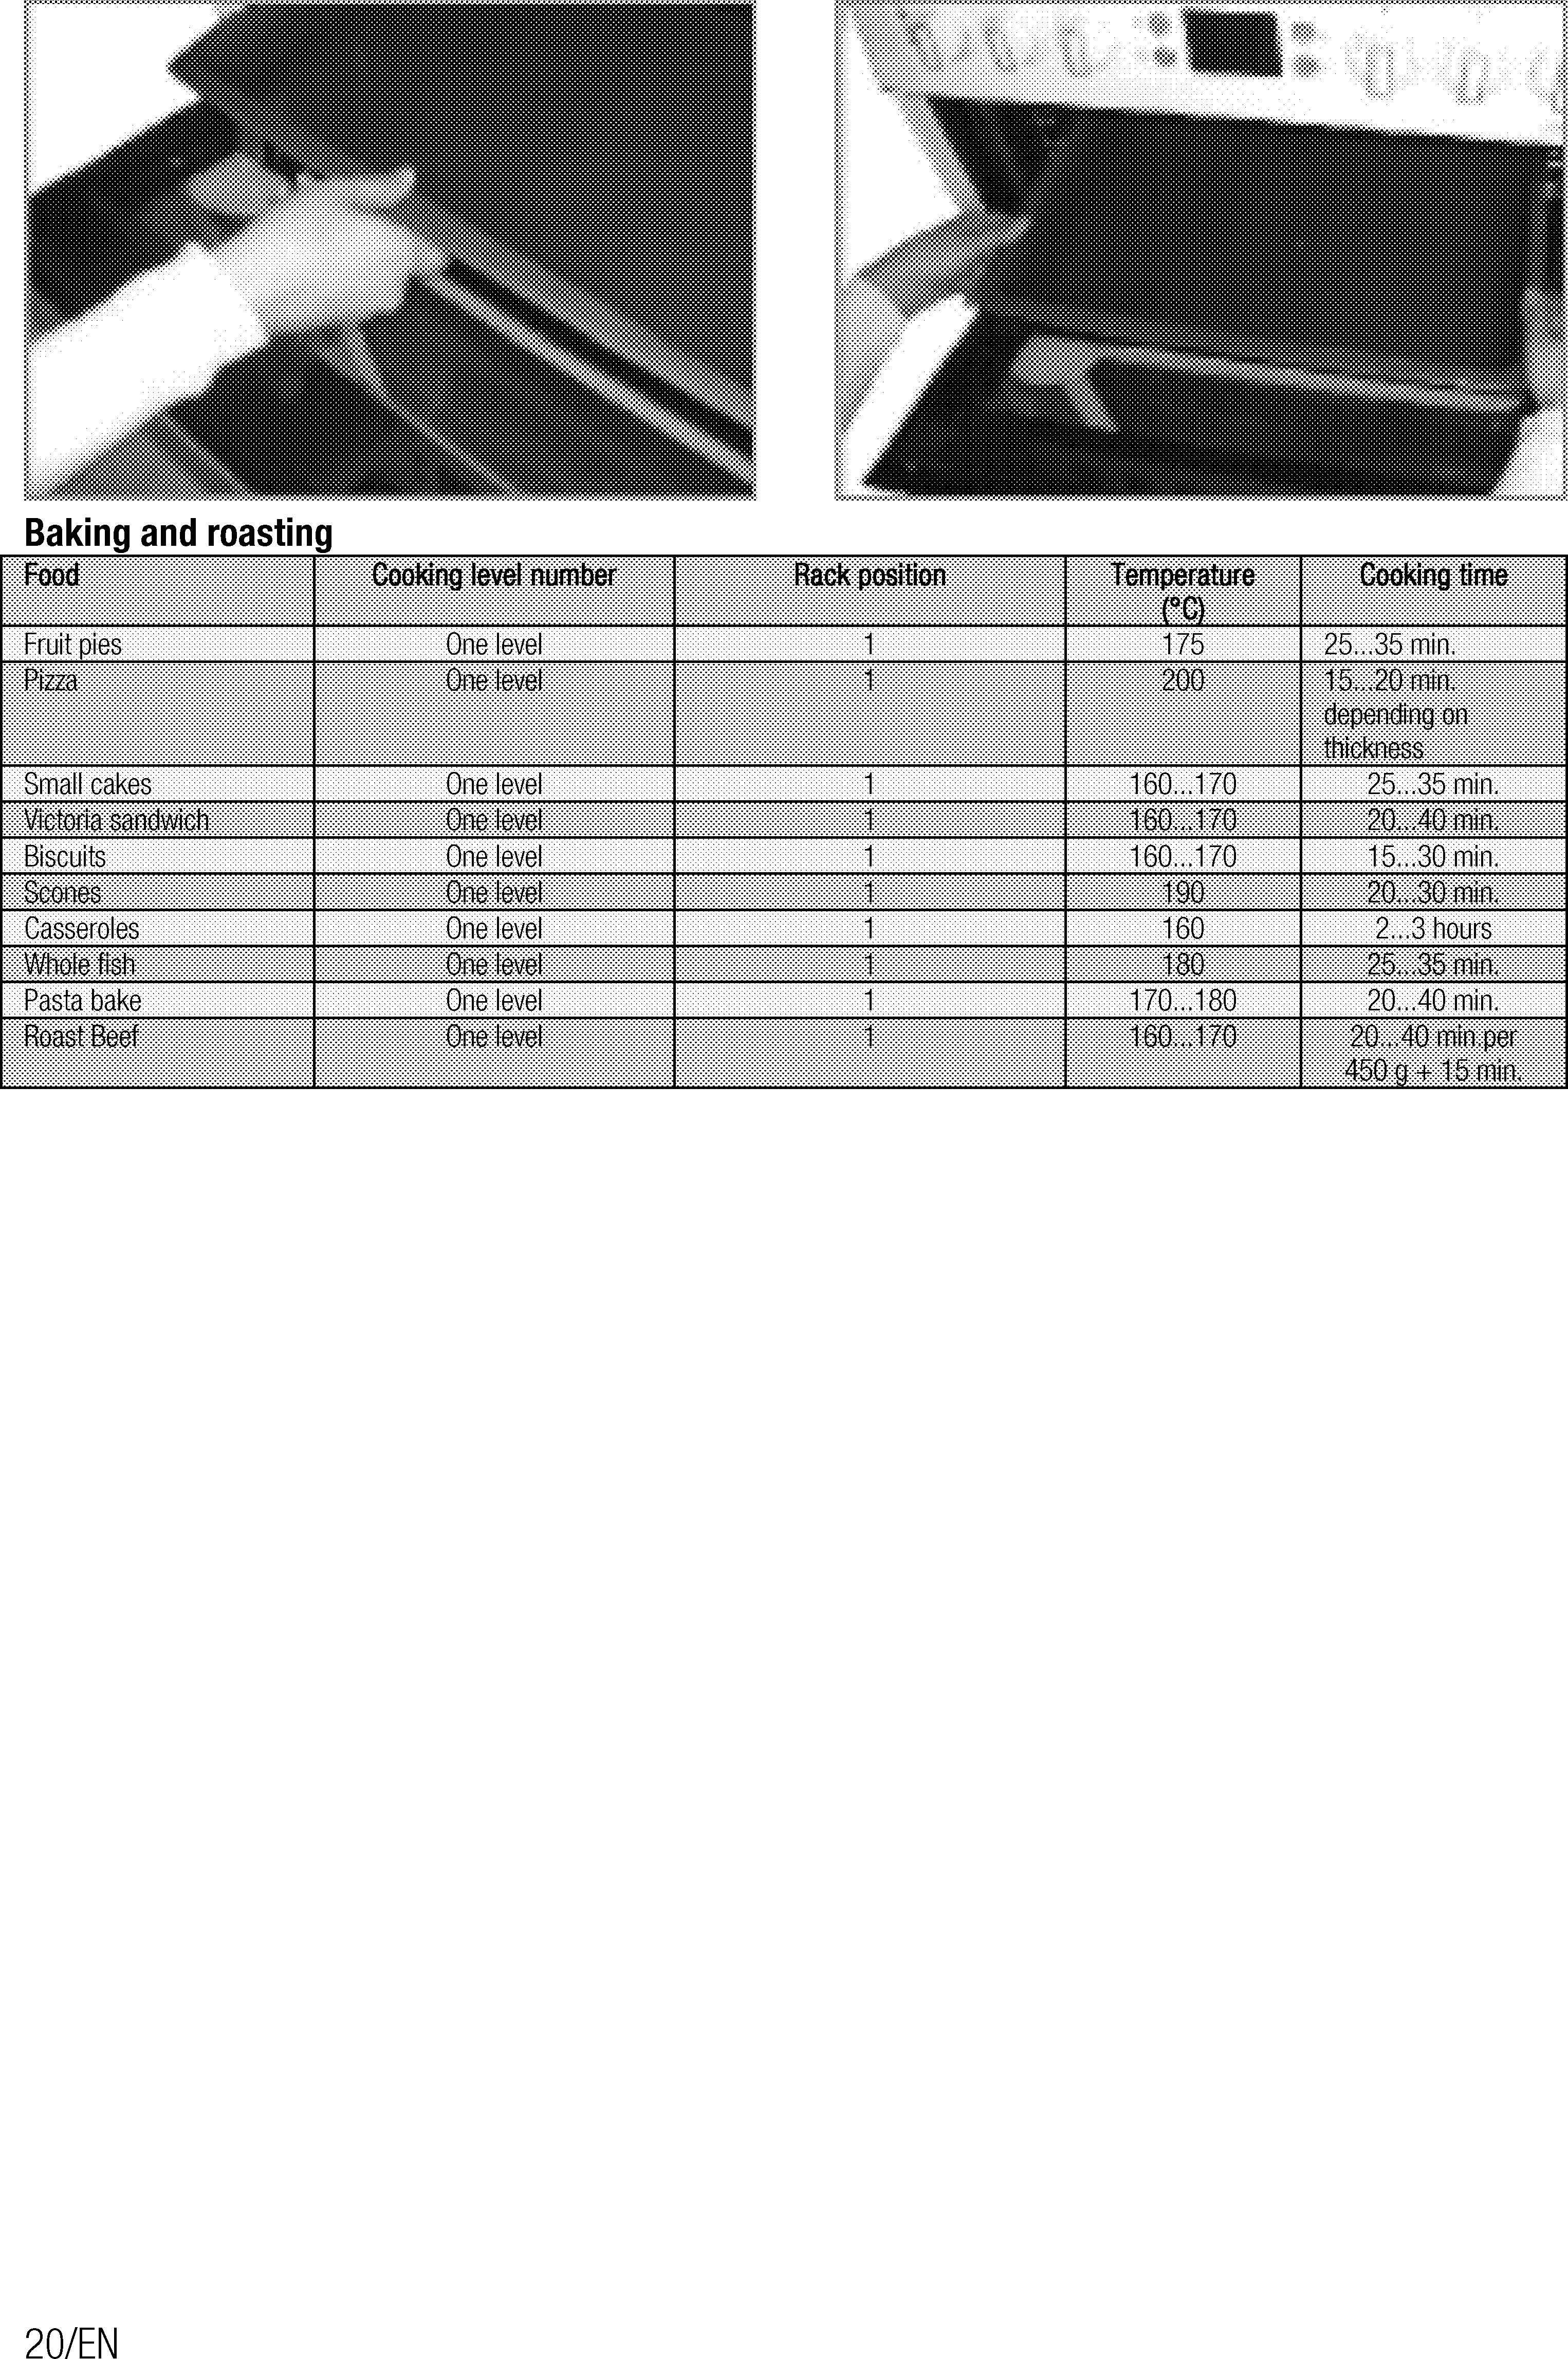 Baking and roasting
Food Cooking level number Rack position Temperature Cooking time
(°C)
Fruit pies One level 1 175 25...35 min.
Pizza One level 1 200 15...20 min.
depending on
thickness
Small cakes One level 1 160...170 25...35 min.
Victoria sandwich One level 1 160...170 20...40 min.
Biscuits One level 1 160...170 15...30 min.
Scones One level 1 190 20...30 min.
Casseroles One level 1 160 2...3 hours
Whole fish One level 1 180 25...35 min.
Pasta bake One level 1 170...180 20...40 min.
Roast Beef One level 1 160...170 20...40 min.per
450 g + 15 min.
20/EN